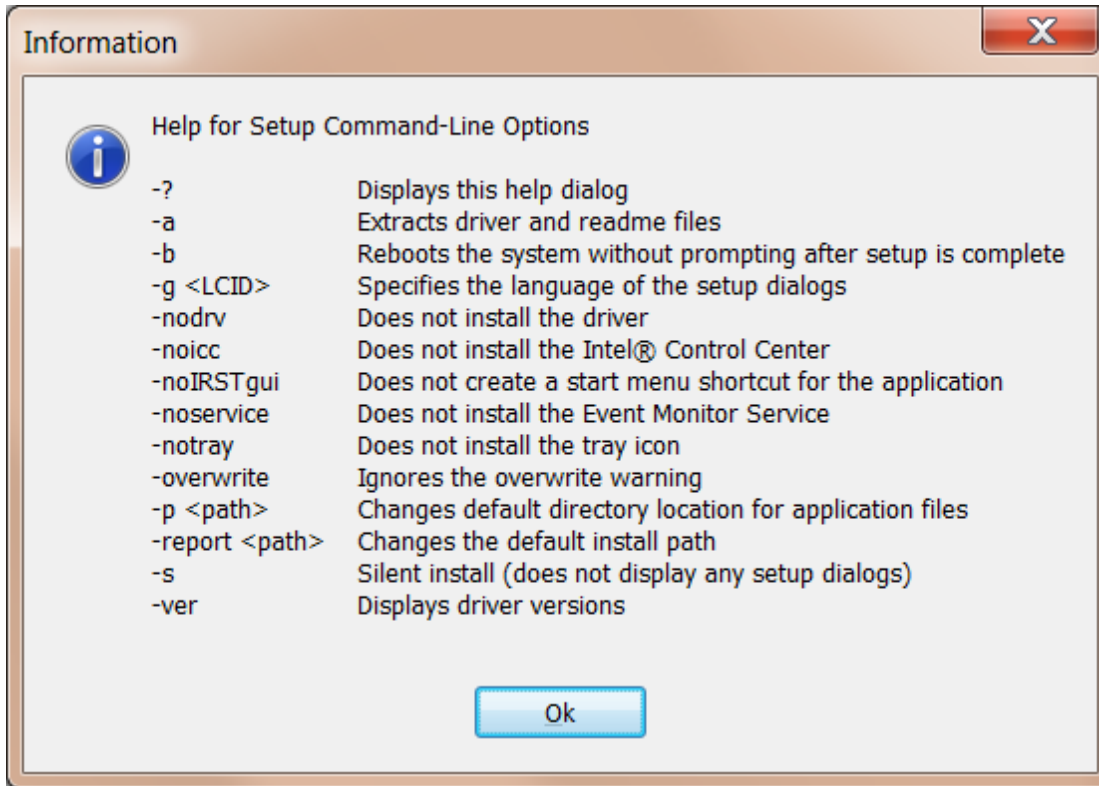 Information
Help for Setup Command-Line Options
-? Displays this help dialog
-a Extracts driver and readme files
-b Reboots the system without prompting after setup is complete
-g <LCID> Specifies the language of the setup dialogs
-nodrv Does not install the driver
-noicc Does not install the Intel® Control Center
-noIRSTgui Does not create a start menu shortcut for the application
-noservice Does not install the Event Monitor Service
-notray Does not install the tray icon
-overwrite Ignores the overwrite warning
-p <path> Changes default directory location for application files
-report <path> Changes the default install path
-s Silent install (does not display any setup dialogs)
-ver Displays driver versions
Ok